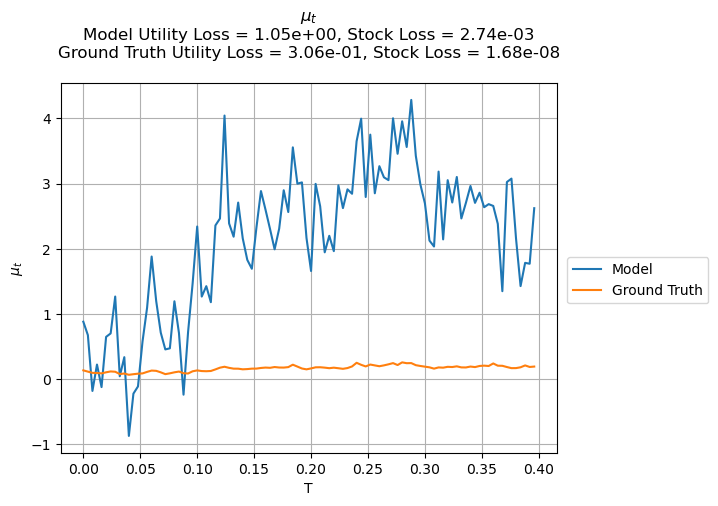 μₜ
Model Utility Loss = 1.05e+00, Stock Loss = 2.74e-03
Ground Truth Utility Loss = 3.06e-01, Stock Loss = 1.68e-08
μₜ
4
3
2
1
0
−1
0.00 0.05 0.10 0.15 0.20 0.25 0.30 0.35 0.40
T
Model
Ground Truth